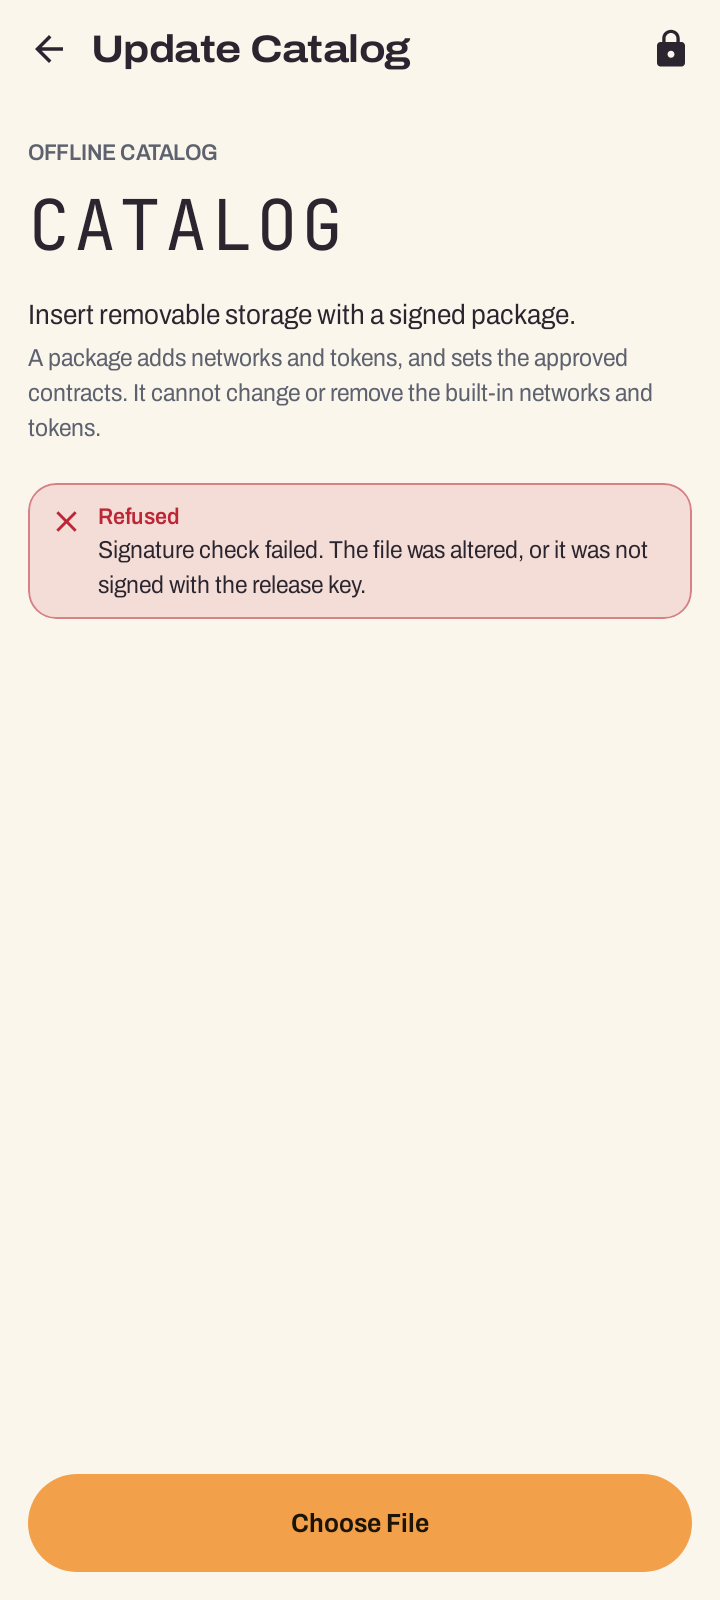 Update Catalog
OFFLINE CATALOG
CATALOG
Insert removable storage with a signed package.
A package adds networks and tokens, and sets the approved
contracts. It cannot change or remove the built-in networks and
tokens.
Refused
Signature check failed. The file was altered, or it was not
signed with the release key.
Choose File